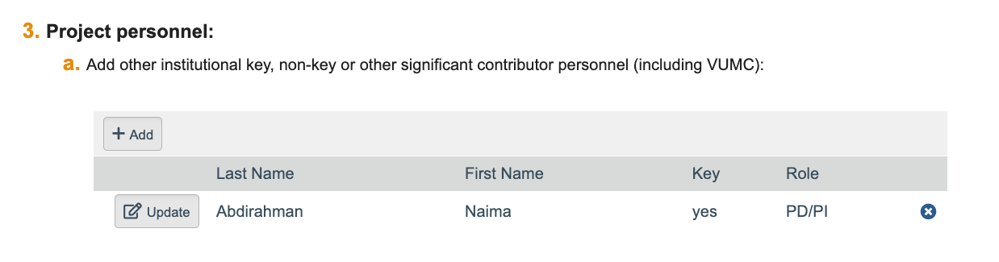 3. Project personnel:
a. Add other institutional key, non-key or other significant contributor personnel (including VUMC):
+ Add
Last Name First Name Key Role
Update Abdirahman Naima yes PD/PI